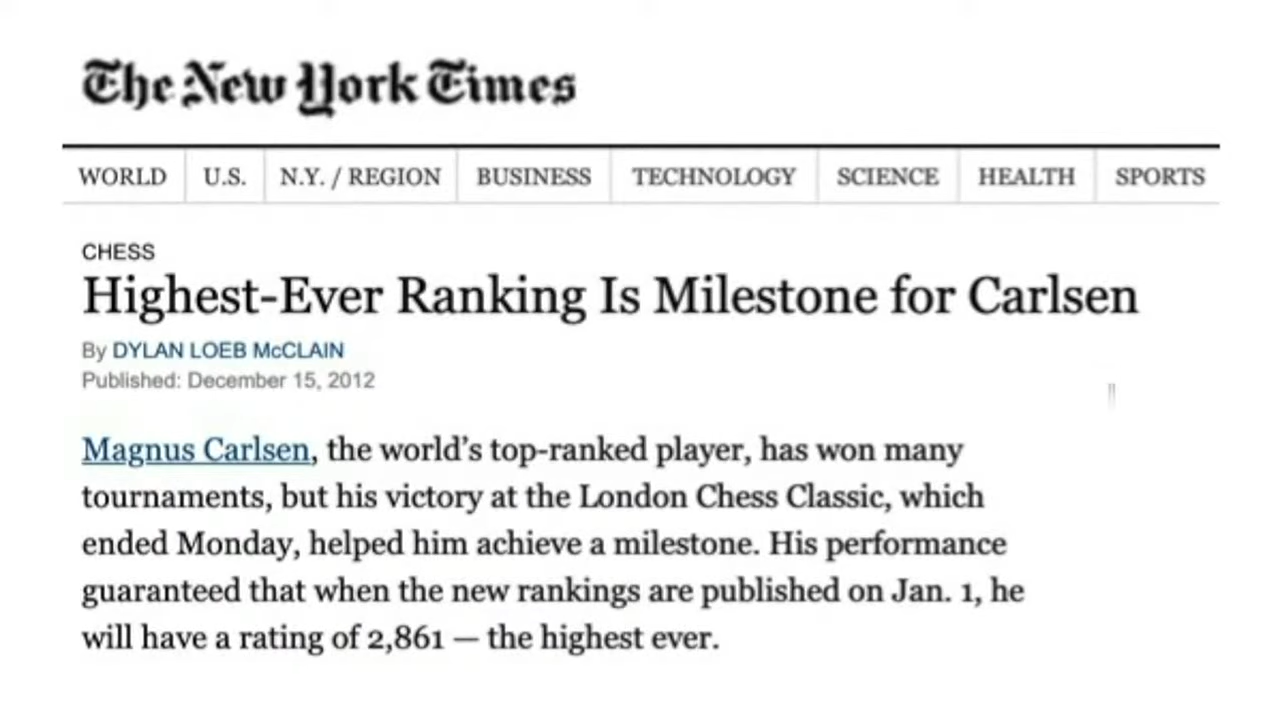 The New York Times
WORLD U.S. N.Y. / REGION BUSINESS TECHNOLOGY SCIENCE HEALTH SPORTS
CHESS
Highest-Ever Ranking Is Milestone for Carlsen
By DYLAN LOEB McCLAIN
Published: December 15, 2012
Magnus Carlsen, the world’s top-ranked player, has won many
tournaments, but his victory at the London Chess Classic, which
ended Monday, helped him achieve a milestone. His performance
guaranteed that when the new rankings are published on Jan. 1, he
will have a rating of 2,861 — the highest ever.